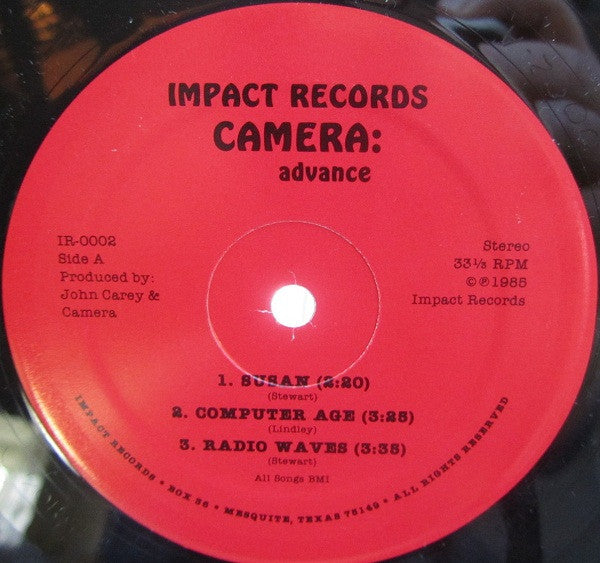 IMPACT RECORDS
CAMERA:
advance
IR-0002
Side A
Produced by:
John Carey &
Camera
Stereo
33⅓ RPM
©℗1985
Impact Records
1. SUSAN (2:20)
(Stewart)
2. COMPUTER AGE (3:25)
(Lindley)
3. RADIO WAVES (3:35)
(Stewart)
All Songs BMI
IMPACT RECORDS • BOX 56 • MESQUITE, TEXAS 75149 • ALL RIGHTS RESERVED